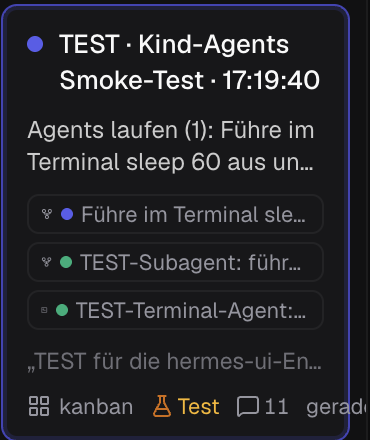 TEST · Kind-Agents
Smoke-Test · 17:19:40
Agents laufen (1): Führe im
Terminal sleep 60 aus un…
Führe im Terminal sle…
TEST-Subagent: führ…
TEST-Terminal-Agent:…
„TEST für die hermes-ui-En…
kanban Test 11 gerade